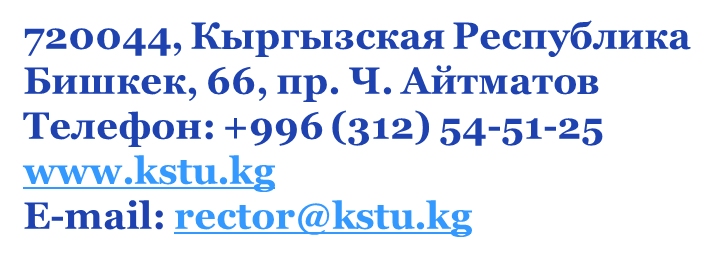 720044, Кыргызская Республика
Бишкек, 66, пр. Ч. Айтматов
Телефон: +996 (312) 54-51-25
www.kstu.kg
E-mail: rector@kstu.kg